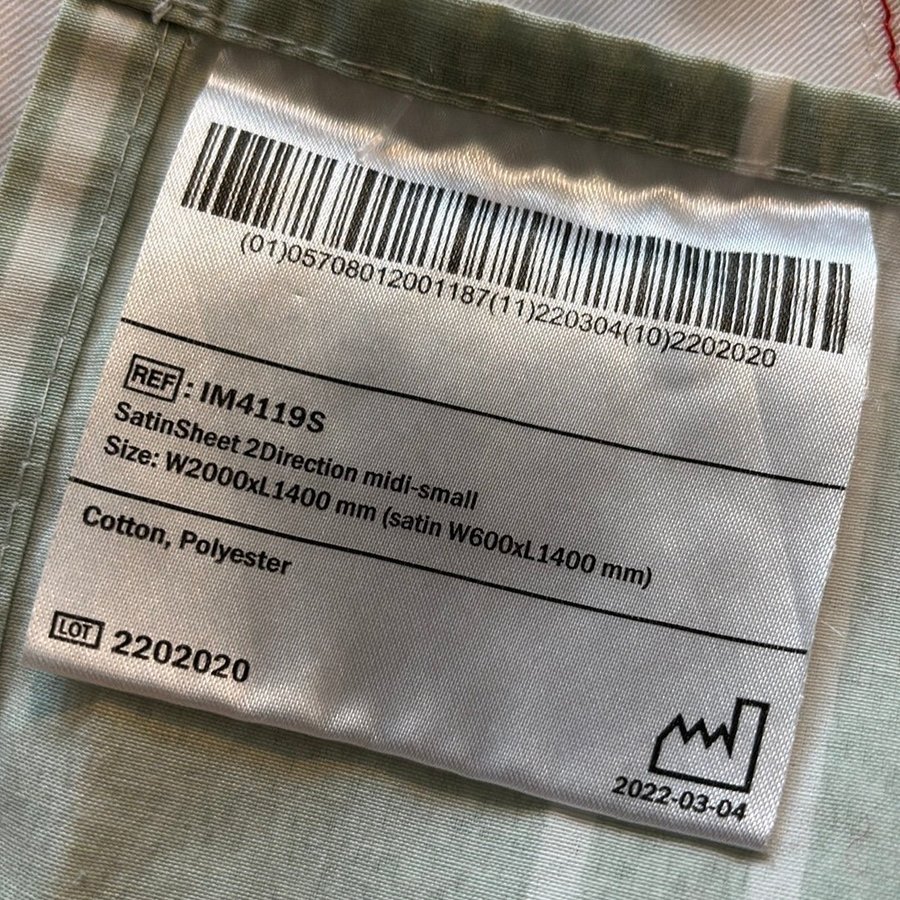 (01)05708012001187(11)220304(10)2202020
REF: IM4119S
SatinSheet 2Direction midi-small
Size: W2000xL1400 mm (satin W600xL1400 mm)
Cotton, Polyester
LOT 2202020
2022-03-04